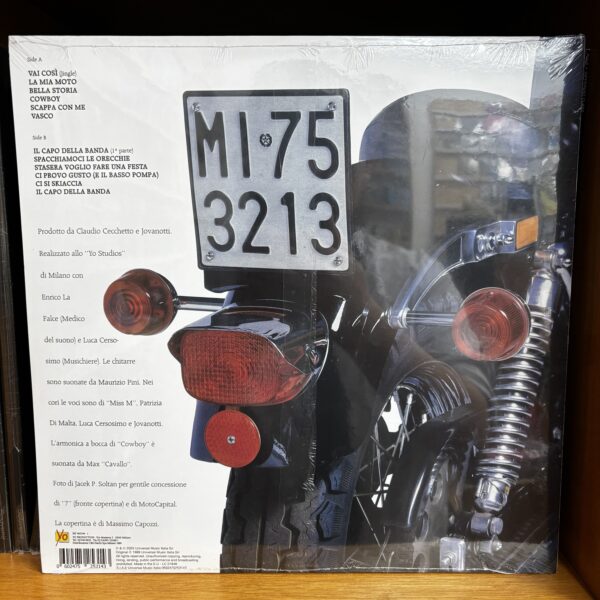 Side A
VAI COSÌ (Jingle)
LA MIA MOTO
BELLA STORIA
COWBOY
SCAPPA CON ME
VASCO
Side B
IL CAPO DELLA BANDA (1ª parte)
SPACCHIAMOCI LE ORECCHIE
STASERA VOGLIO FARE UNA FESTA
CI PROVO GUSTO (E IL BASSO POMPA)
CI SI SKIACCIA
IL CAPO DELLA BANDA
MI 75
3213
Prodotto da Claudio Cecchetto e Jovanotti.
Realizzato allo "Yo Studios"
di Milano con
Enrico La
Falce (Medico
del suono) e Luca Cerso-
simo (Musichiere). Le chitarre
sono suonate da Maurizio Pini. Nei
cori le voci sono di "Miss M", Patrizia
Di Malta, Luca Cersosimo e Jovanotti.
L'armonica a bocca di "Cowboy" è
suonata da Max "Cavallo".
Foto di Jacek P. Soltan per gentile concessione
di "7" (fronte copertina) e di MotoCapital.
La copertina è di Massimo Capozzi.
Yo
0 602475 252143